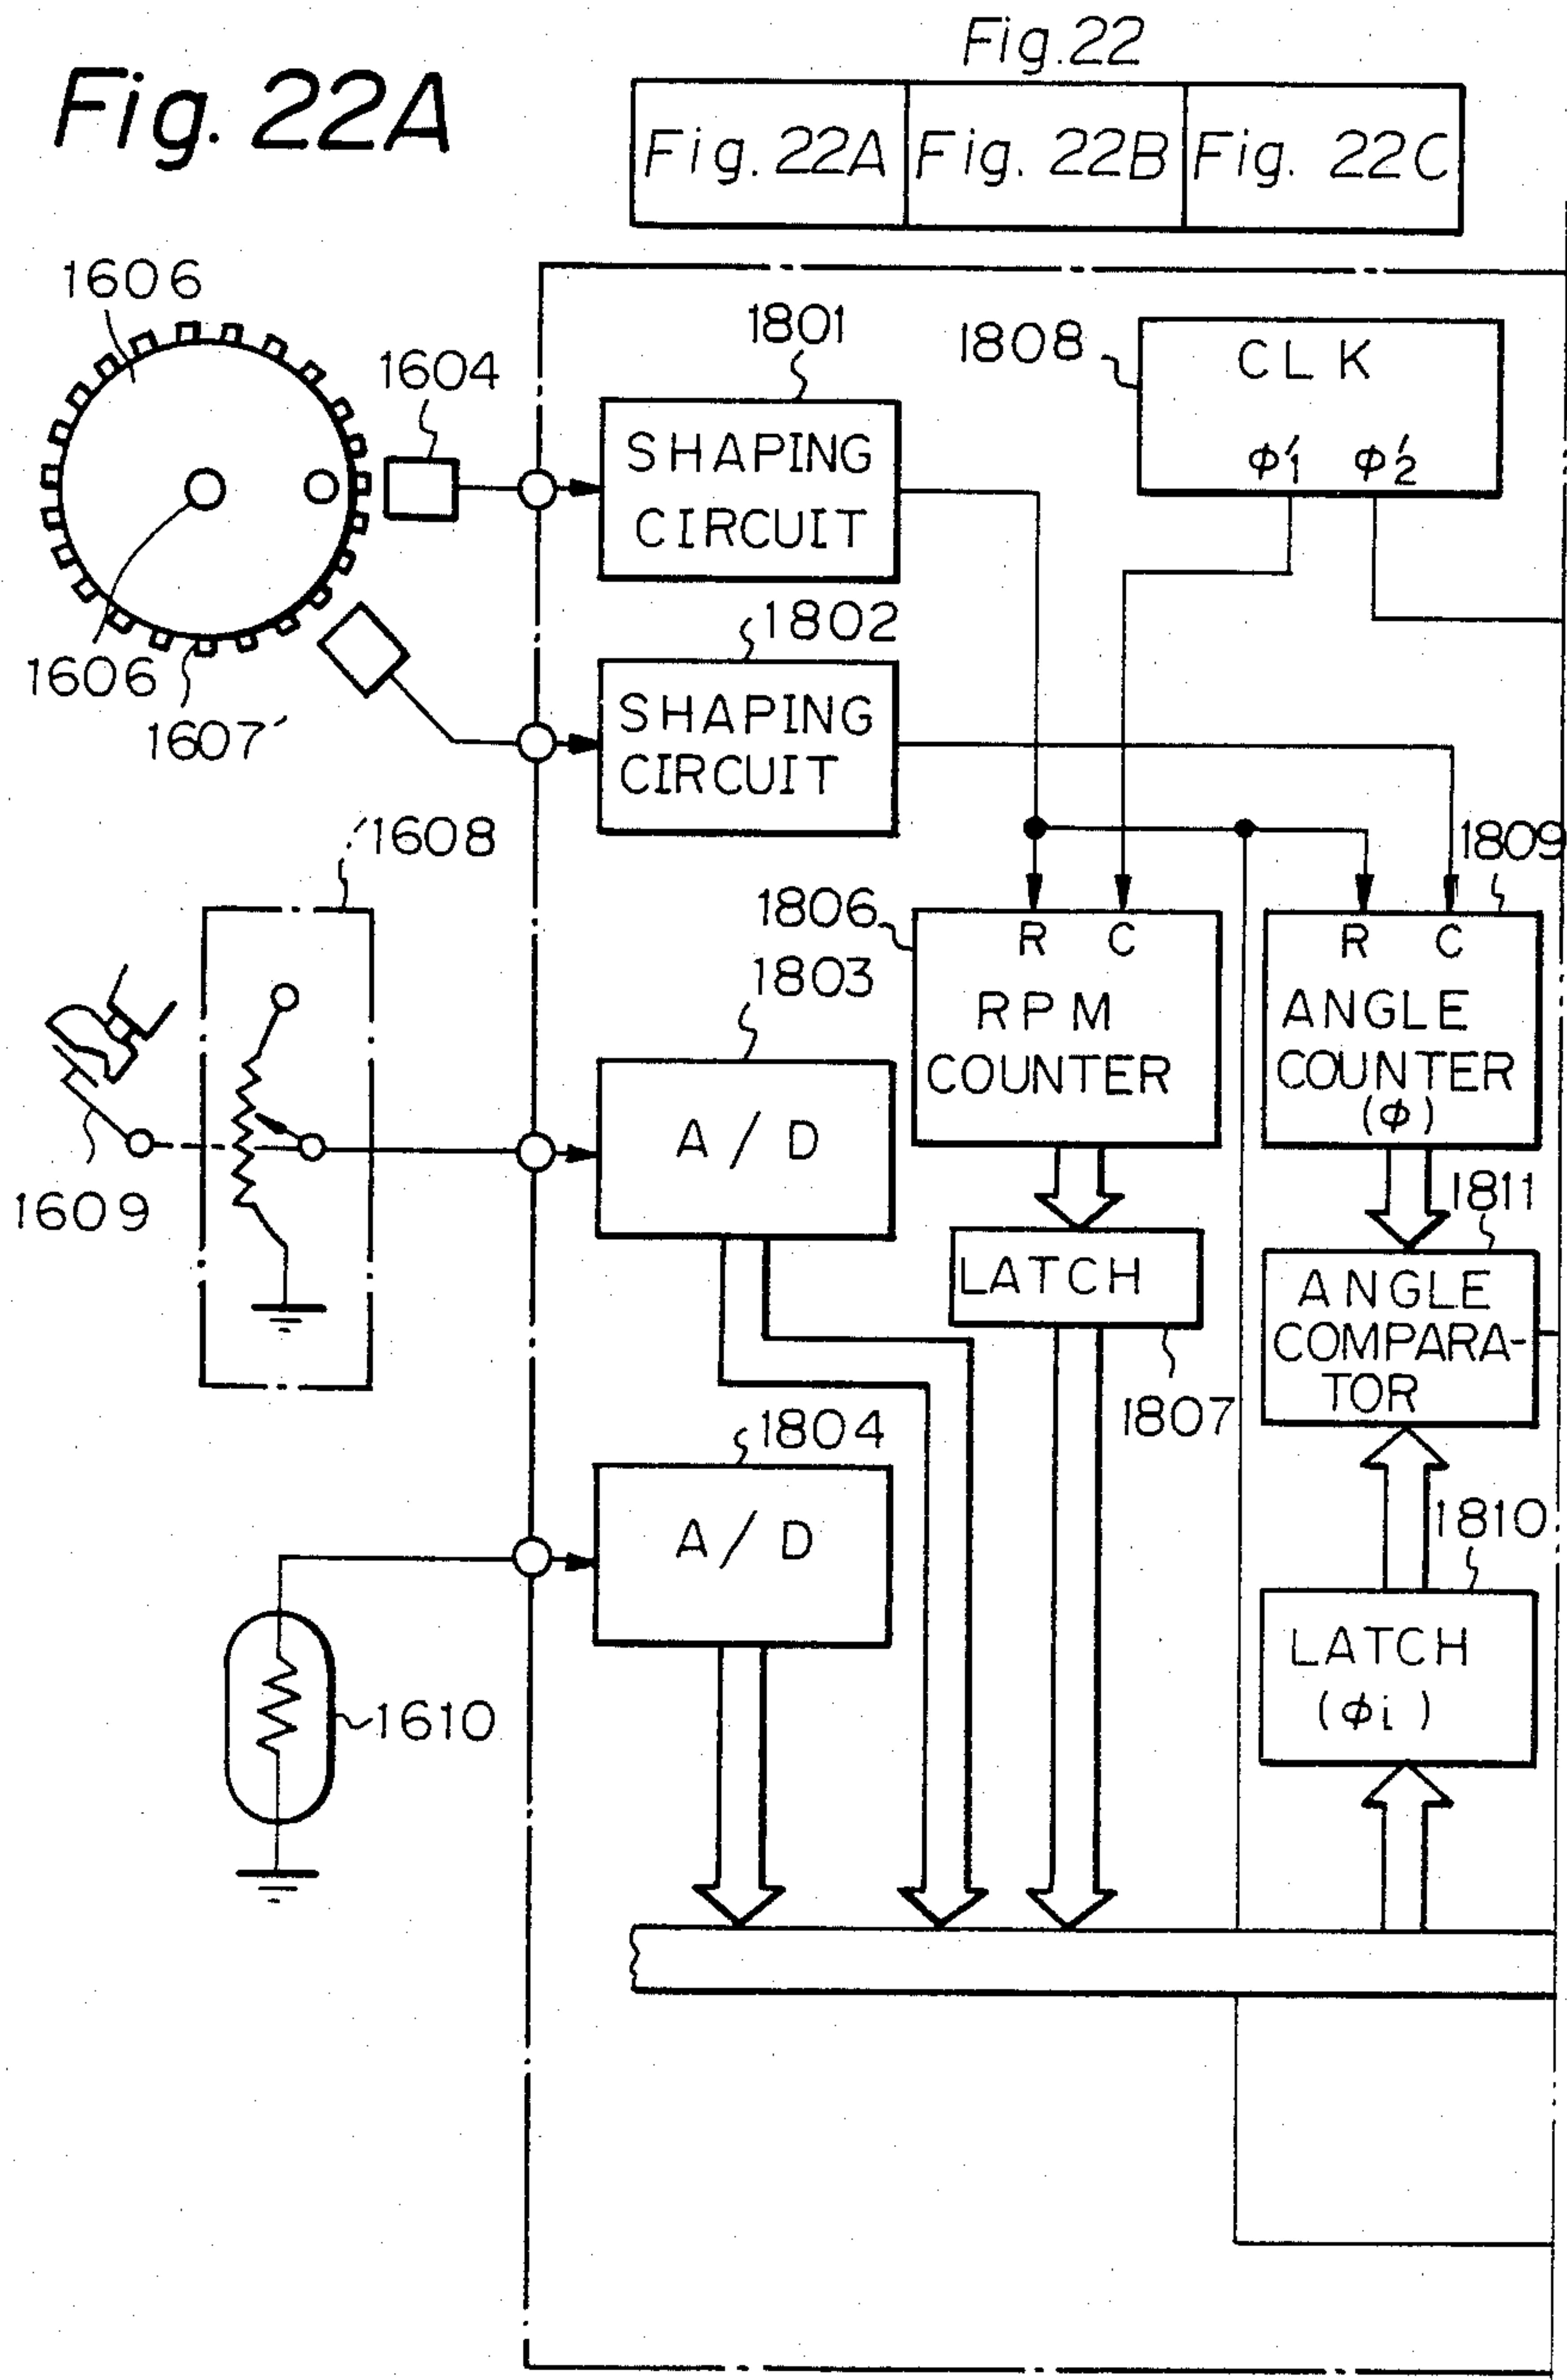 Fig. 22A
Fig. 22
Fig. 22A Fig. 22B Fig. 22C
1606
1604
1801
1808
CLK
ϕ'1 ϕ'2
SHAPING
CIRCUIT
1606
1607'
1802
SHAPING
CIRCUIT
1608
1609
1803
A/D
1806
R C
RPM
COUNTER
1809
R C
ANGLE
COUNTER
(ϕ)
LATCH
1807
1811
ANGLE
COMPARA-
TOR
1804
A/D
1610
1810
LATCH
(ϕi)